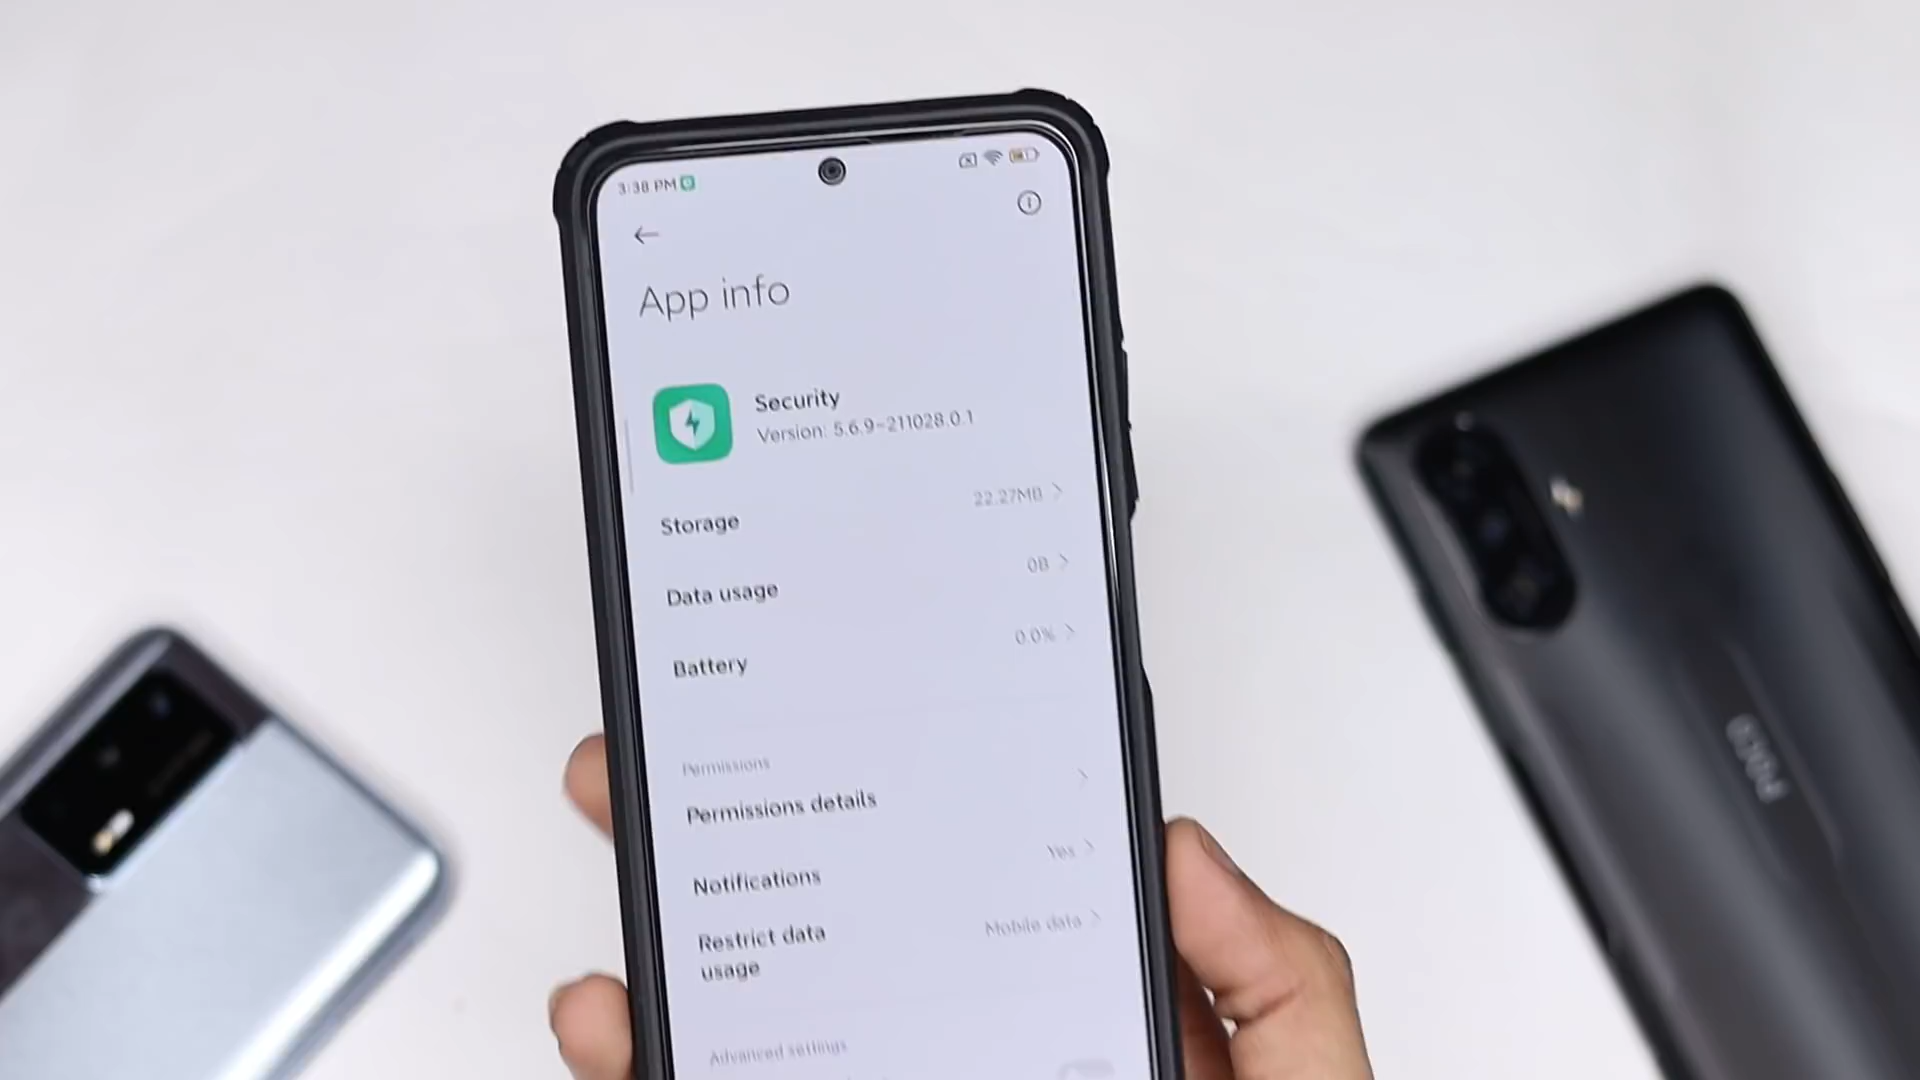 3:38 PM
App info
Security
Version: 5.6.9-211028.0.1
22.27MB
Storage
0B
Data usage
0.0%
Battery
Permissions
Permissions details
Yes
Notifications
Restrict data
usage
Mobile data
Advanced settings
POCO